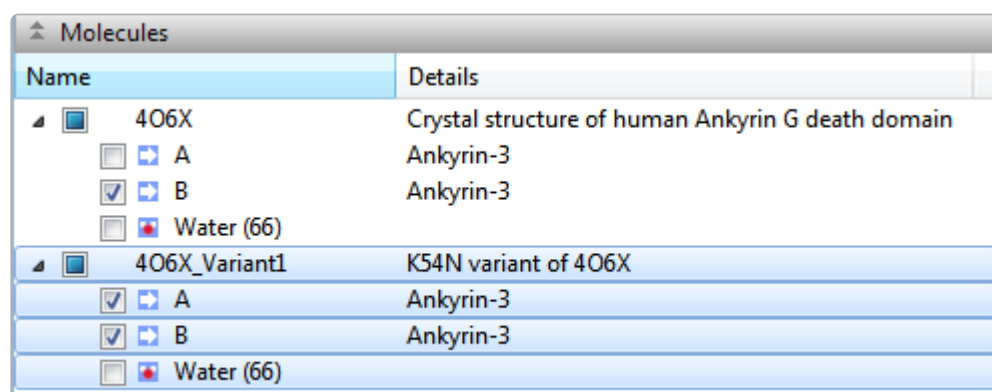 Molecules
Name Details
4O6X Crystal structure of human Ankyrin G death domain
A Ankyrin-3
B Ankyrin-3
Water (66)
4O6X_Variant1 K54N variant of 4O6X
A Ankyrin-3
B Ankyrin-3
Water (66)